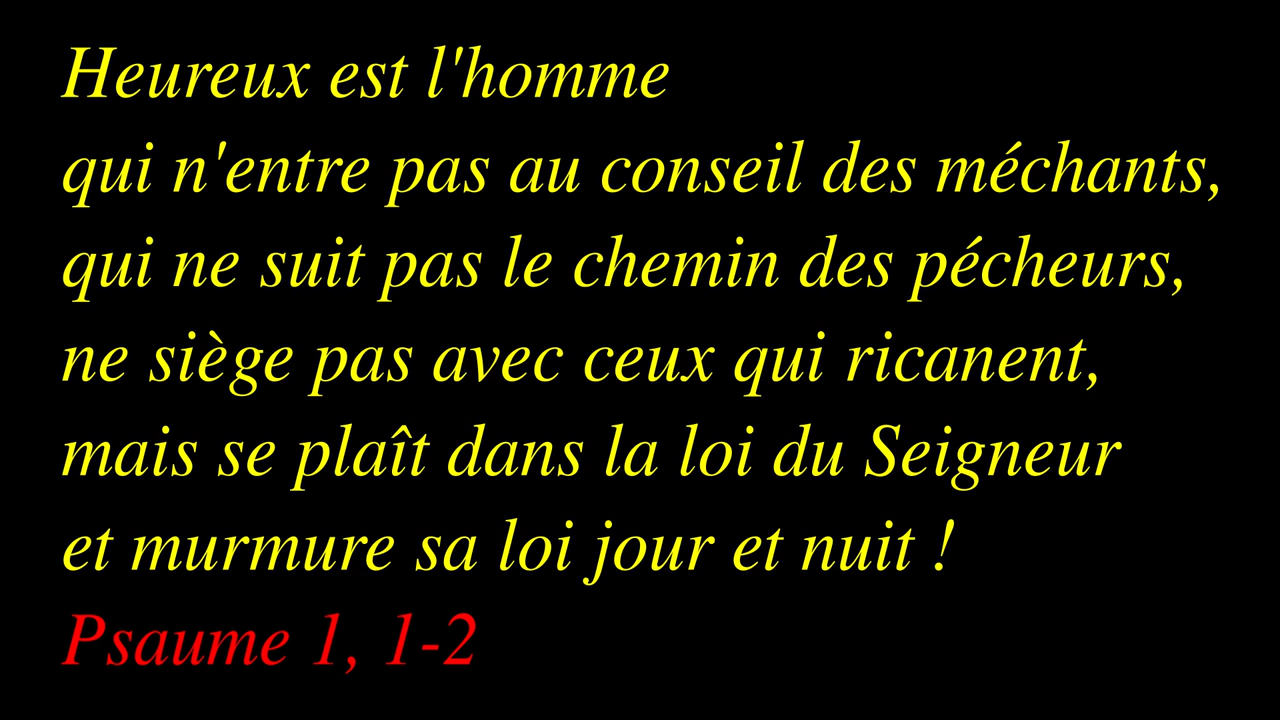 Heureux est l'homme
qui n'entre pas au conseil des méchants,
qui ne suit pas le chemin des pécheurs,
ne siège pas avec ceux qui ricanent,
mais se plaît dans la loi du Seigneur
et murmure sa loi jour et nuit !
Psaume 1, 1-2